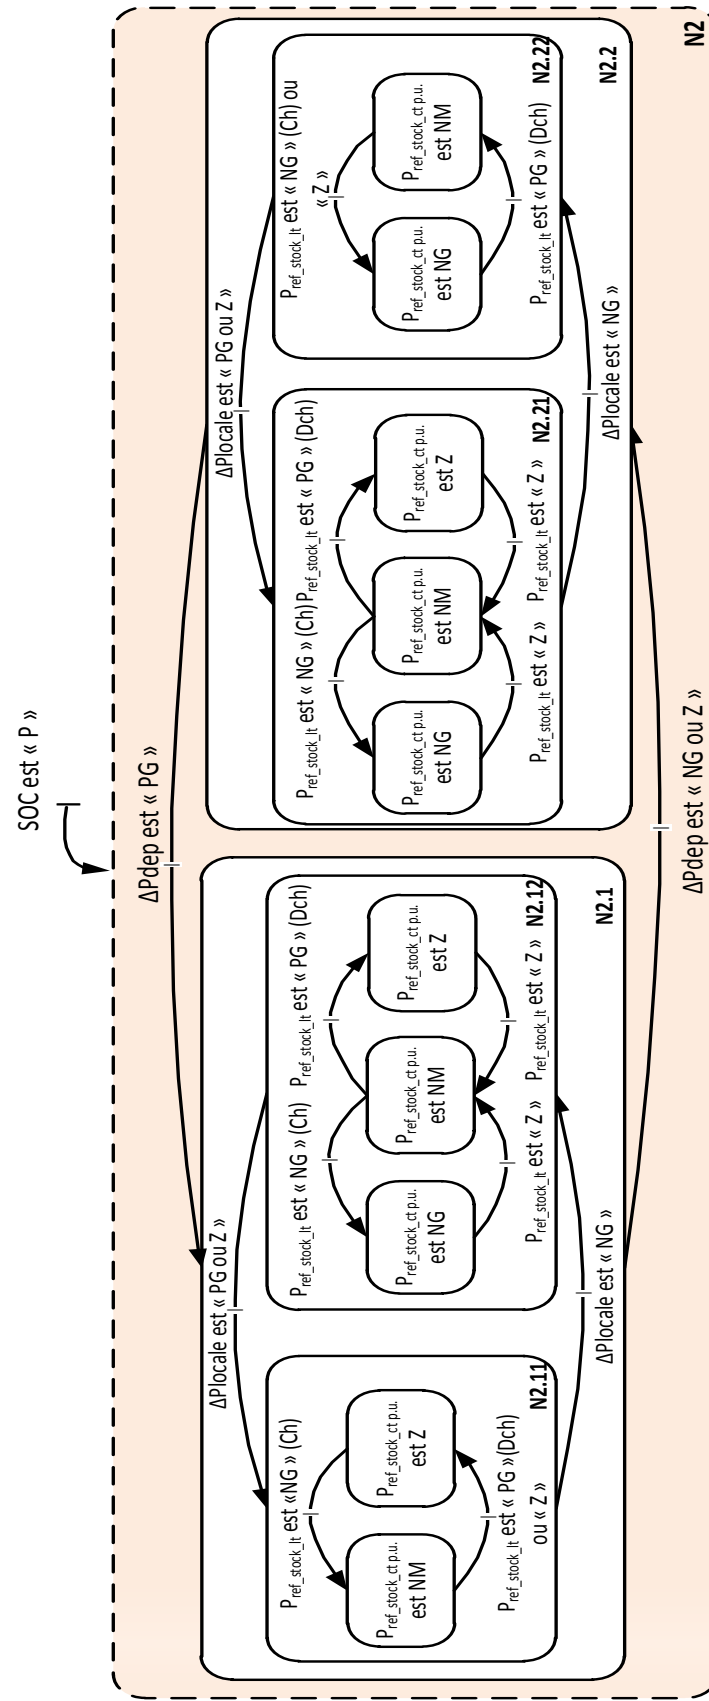 SOC est « P »
ΔPdep est « PG »
ΔPlocale est « PG ou Z »
Pref_stock_lt est «NG » (Ch)
Pref_stock_ct p.u.
est NM
Pref_stock_ct p.u.
est Z
Pref_stock_lt est « PG »(Dch)
ou « Z »
N2.11
Pref_stock_lt est « NG » (Ch)
Pref_stock_lt est « PG » (Dch)
Pref_stock_ct p.u.
est NG
Pref_stock_ct p.u.
est NM
Pref_stock_ct p.u.
est Z
Pref_stock_lt est « Z »
Pref_stock_lt est « Z »
N2.12
ΔPlocale est « NG »
N2.1
ΔPlocale est « PG ou Z »
Pref_stock_lt est « NG » (Ch)
Pref_stock_lt est « PG » (Dch)
Pref_stock_ct p.u.
est NG
Pref_stock_ct p.u.
est NM
Pref_stock_ct p.u.
est Z
Pref_stock_lt est « Z »
Pref_stock_lt est « Z »
N2.21
Pref_stock_lt est « NG » (Ch) ou
« Z »
Pref_stock_ct p.u.
est NG
Pref_stock_ct p.u.
est NM
Pref_stock_lt est « PG » (Dch)
N2.22
ΔPlocale est « NG »
N2.2
ΔPdep est « NG ou Z »
N2